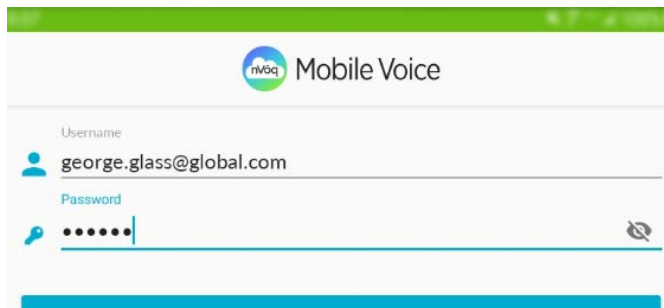 nVoq Mobile Voice
Username
george.glass@global.com
Password
••••••